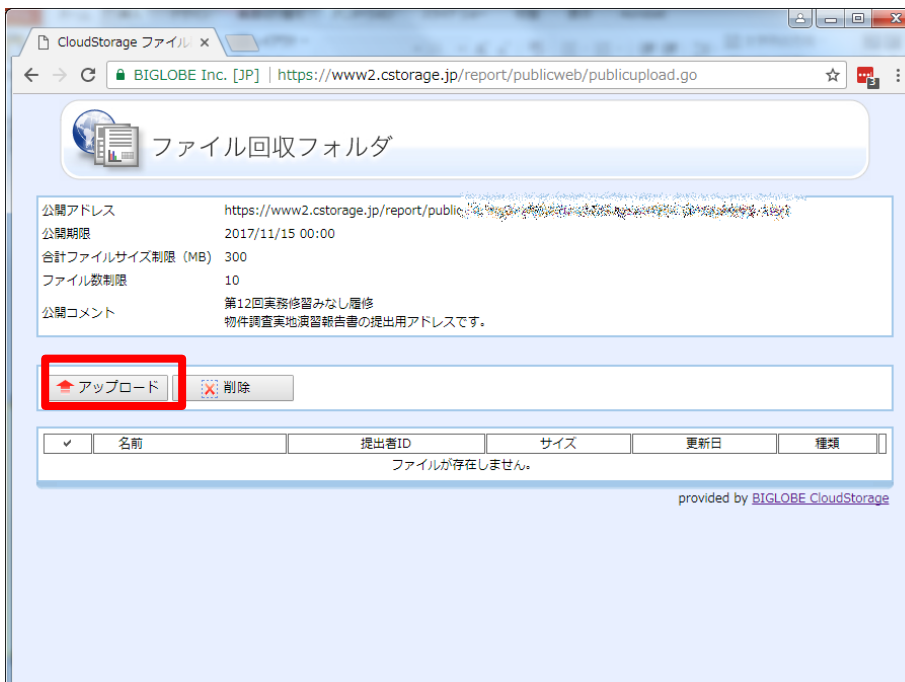 CloudStorage ファイル
BIGLOBE Inc. [JP] | https://www2.cstorage.jp/report/publicweb/publicupload.go
3
ファイル回収フォルダ
公開アドレス https://www2.cstorage.jp/report/public
公開期限 2017/11/15 00:00
合計ファイルサイズ制限 (MB) 300
ファイル数制限 10
公開コメント 第12回実務修習みなし履修
物件調査実地演習報告書の提出用アドレスです。
アップロード 削除
名前 提出者ID サイズ 更新日 種類
ファイルが存在しません。
provided by BIGLOBE CloudStorage